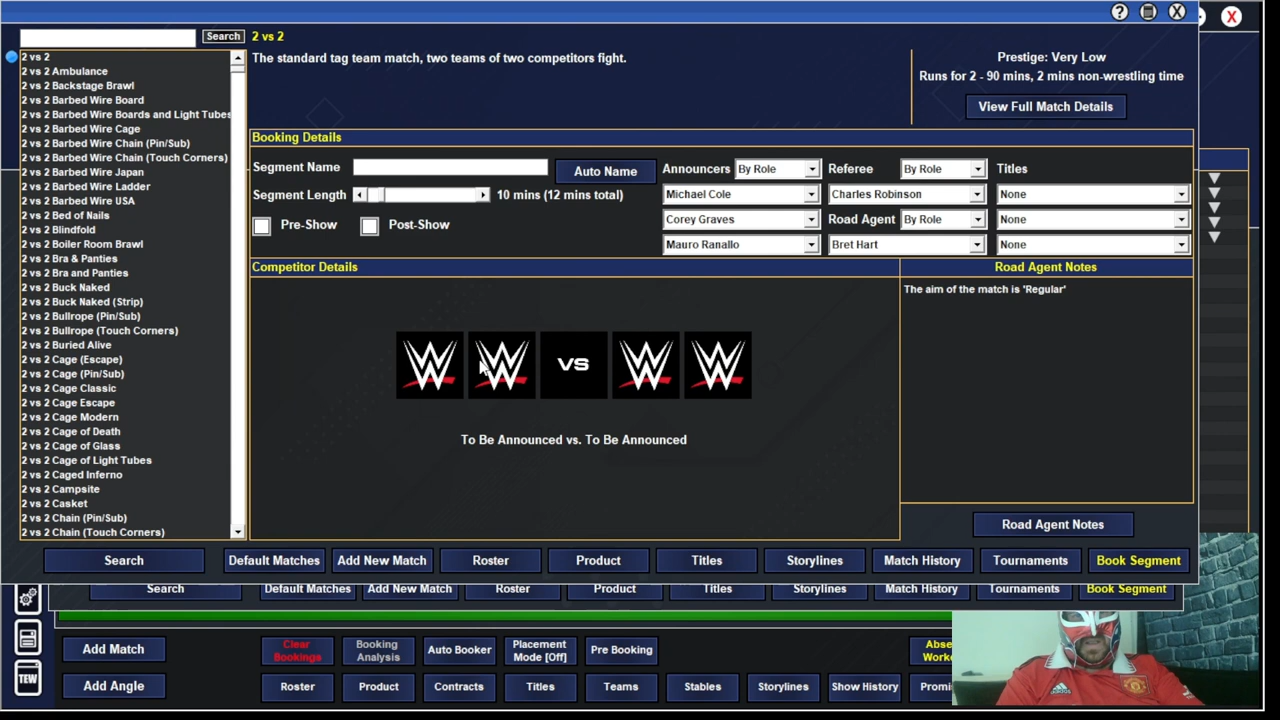 ? X X
Search 2 vs 2
2 vs 2
2 vs 2 Ambulance
2 vs 2 Backstage Brawl
2 vs 2 Barbed Wire Board
2 vs 2 Barbed Wire Boards and Light Tubes
2 vs 2 Barbed Wire Cage
2 vs 2 Barbed Wire Chain (Pin/Sub)
2 vs 2 Barbed Wire Chain (Touch Corners)
2 vs 2 Barbed Wire Japan
2 vs 2 Barbed Wire Ladder
2 vs 2 Barbed Wire USA
2 vs 2 Bed of Nails
2 vs 2 Blindfold
2 vs 2 Boiler Room Brawl
2 vs 2 Bra & Panties
2 vs 2 Bra and Panties
2 vs 2 Buck Naked
2 vs 2 Buck Naked (Strip)
2 vs 2 Bullrope (Pin/Sub)
2 vs 2 Bullrope (Touch Corners)
2 vs 2 Buried Alive
2 vs 2 Cage (Escape)
2 vs 2 Cage (Pin/Sub)
2 vs 2 Cage Classic
2 vs 2 Cage Escape
2 vs 2 Cage Modern
2 vs 2 Cage of Death
2 vs 2 Cage of Glass
2 vs 2 Cage of Light Tubes
2 vs 2 Caged Inferno
2 vs 2 Campsite
2 vs 2 Casket
2 vs 2 Chain (Pin/Sub)
2 vs 2 Chain (Touch Corners)
The standard tag team match, two teams of two competitors fight.
Prestige: Very Low
Runs for 2 - 90 mins, 2 mins non-wrestling time
View Full Match Details
Booking Details
Segment Name Auto Name Announcers By Role Referee By Role Titles
Segment Length 10 mins (12 mins total) Michael Cole Charles Robinson None
Pre-Show Post-Show Corey Graves Road Agent By Role None
Mauro Ranallo Bret Hart None
Competitor Details
VS
To Be Announced vs. To Be Announced
Road Agent Notes
The aim of the match is 'Regular'
Road Agent Notes
Search Default Matches Add New Match Roster Product Titles Storylines Match History Tournaments Book Segment
Search Default Matches Add New Match Roster Product Titles Storylines Match History Tournaments Book Segment
Add Match Clear Bookings Booking Analysis Auto Booker Placement Mode [Off] Pre Booking
TEW Add Angle Roster Product Contracts Titles Teams Stables Storylines Show History